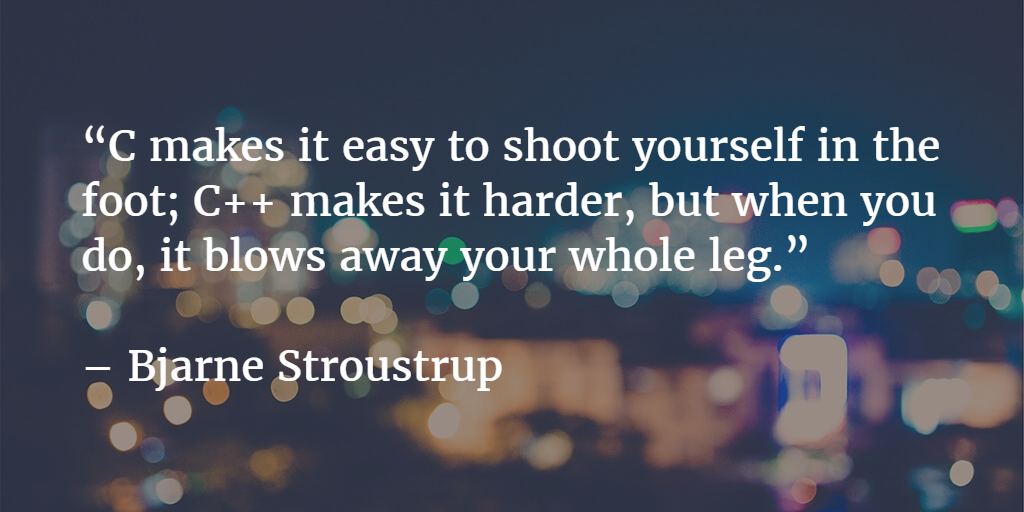 “C makes it easy to shoot yourself in the
foot; C++ makes it harder, but when you
do, it blows away your whole leg.”
– Bjarne Stroustrup